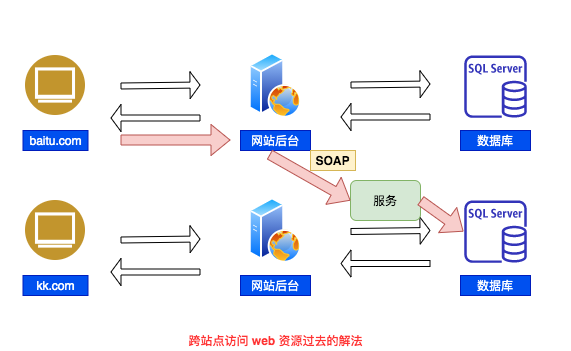 SQL Server
baitu.com
网站后台
数据库
SOAP
服务
SQL Server
kk.com
网站后台
数据库
跨站点访问 web 资源过去的解法